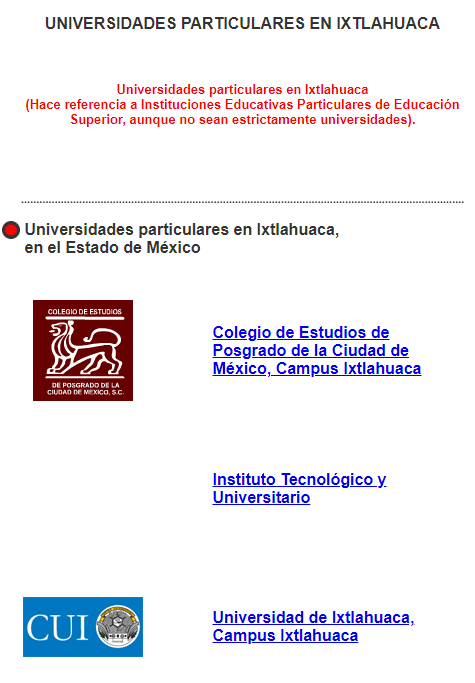 UNIVERSIDADES PARTICULARES EN IXTLAHUACA
Universidades particulares en Ixtlahuaca
(Hace referencia a Instituciones Educativas Particulares de Educación
Superior, aunque no sean estrictamente universidades).
Universidades particulares en Ixtlahuaca,
en el Estado de México
COLEGIO DE ESTUDIOS
DE POSGRADO DE LA
CIUDAD DE MEXICO, S.C.
Colegio de Estudios de
Posgrado de la Ciudad de
México, Campus Ixtlahuaca
Instituto Tecnológico y
Universitario
CUI
Universidad de Ixtlahuaca,
Campus Ixtlahuaca